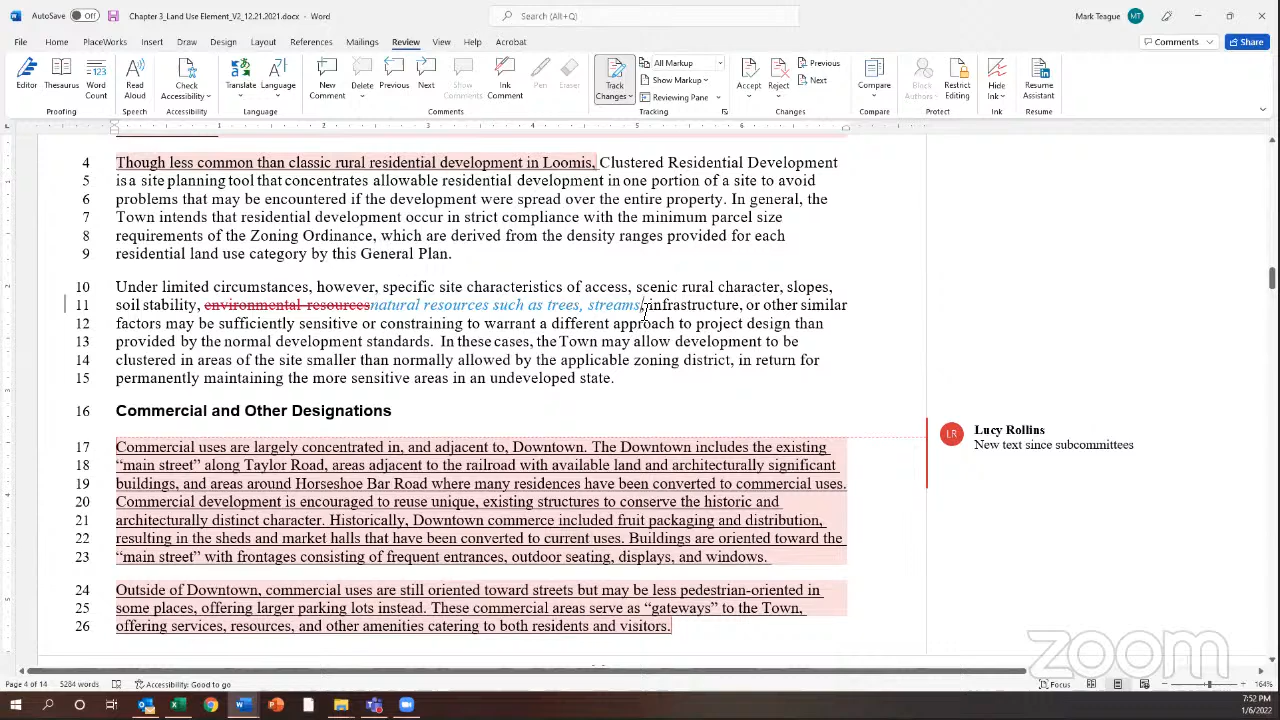 AutoSave Off Chapter 3_Land Use Element_V2_12.21.2021.docx - Word Search (Alt+Q) Mark Teague MT
File Home PlaceWorks Insert Draw Design Layout References Mailings Review View Help Acrobat Comments Share
Editor Thesaurus Word Count Read Aloud Check Accessibility Translate Language New Comment Delete Previous Next Show Comments Ink Comment Pen Eraser Track Changes All Markup Show Markup Reviewing Pane Accept Reject Previous Next Compare Block Authors Restrict Editing Hide Ink Resume Assistant
Proofing Speech Accessibility Language Comments Tracking Changes Compare Protect Ink Resume
1 2 3 4 5 6
4 Though less common than classic rural residential development in Loomis, Clustered Residential Development
5 is a site planning tool that concentrates allowable residential development in one portion of a site to avoid
6 problems that may be encountered if the development were spread over the entire property. In general, the
7 Town intends that residential development occur in strict compliance with the minimum parcel size
8 requirements of the Zoning Ordinance, which are derived from the density ranges provided for each
9 residential land use category by this General Plan.
10 Under limited circumstances, however, specific site characteristics of access, scenic rural character, slopes,
11 soil stability, environmental resourcesnatural resources such as trees, streams, infrastructure, or other similar
12 factors may be sufficiently sensitive or constraining to warrant a different approach to project design than
13 provided by the normal development standards. In these cases, the Town may allow development to be
14 clustered in areas of the site smaller than normally allowed by the applicable zoning district, in return for
15 permanently maintaining the more sensitive areas in an undeveloped state.
16 Commercial and Other Designations
17 Commercial uses are largely concentrated in, and adjacent to, Downtown. The Downtown includes the existing
18 “main street” along Taylor Road, areas adjacent to the railroad with available land and architecturally significant
19 buildings, and areas around Horseshoe Bar Road where many residences have been converted to commercial uses.
20 Commercial development is encouraged to reuse unique, existing structures to conserve the historic and
21 architecturally distinct character. Historically, Downtown commerce included fruit packaging and distribution,
22 resulting in the sheds and market halls that have been converted to current uses. Buildings are oriented toward the
23 “main street” with frontages consisting of frequent entrances, outdoor seating, displays, and windows.
24 Outside of Downtown, commercial uses are still oriented toward streets but may be less pedestrian-oriented in
25 some places, offering larger parking lots instead. These commercial areas serve as “gateways” to the Town,
26 offering services, resources, and other amenities catering to both residents and visitors.
LR Lucy Rollins
New text since subcommittees
zoom
Page 4 of 14 5284 words Accessibility: Good to go Focus 164%
7:52 PM
1/6/2022